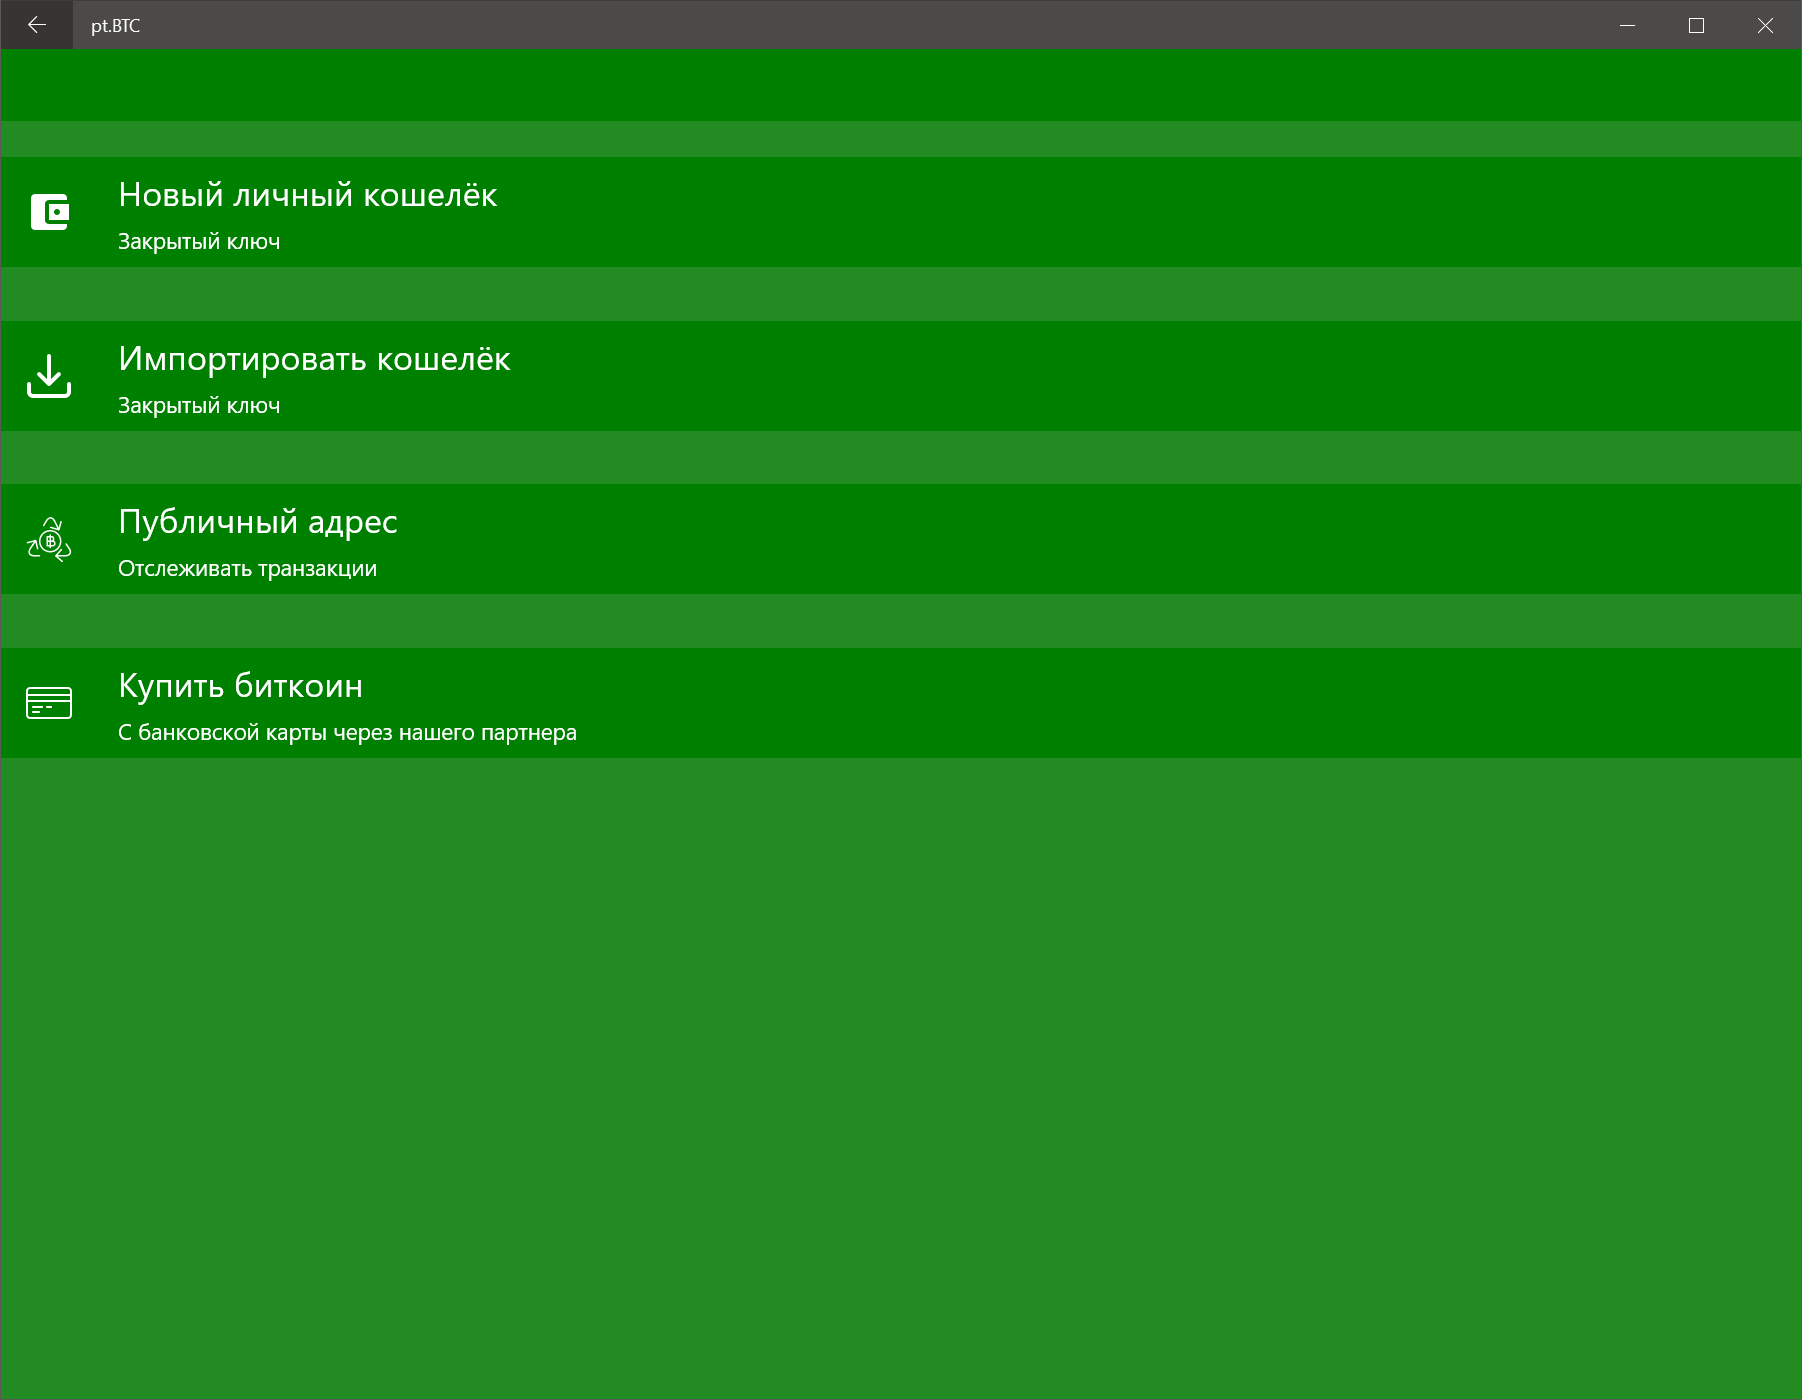 pt.BTC
Новый личный кошелёк
Закрытый ключ
Импортировать кошелёк
Закрытый ключ
Публичный адрес
Отслеживать транзакции
Купить биткоин
С банковской карты через нашего партнера